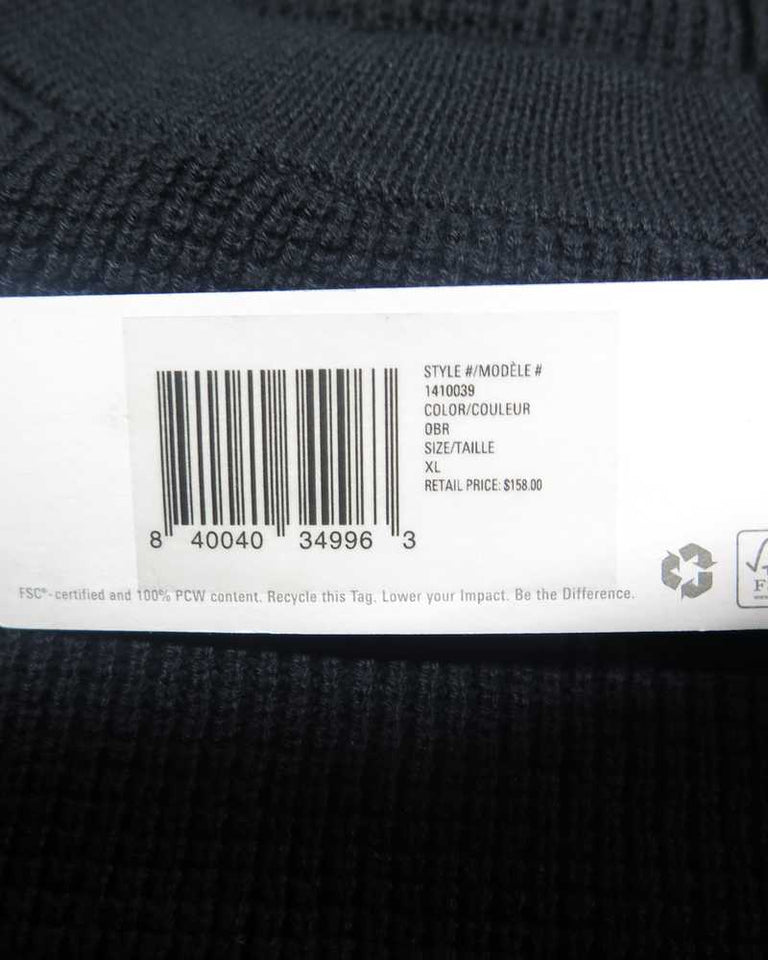 STYLE #/MODÈLE #
1410039
COLOR/COULEUR
OBR
SIZE/TAILLE
XL
RETAIL PRICE: $158.00
8 40040 34996 3
FSC®-certified and 100% PCW content. Recycle this Tag. Lower your Impact. Be the Difference.